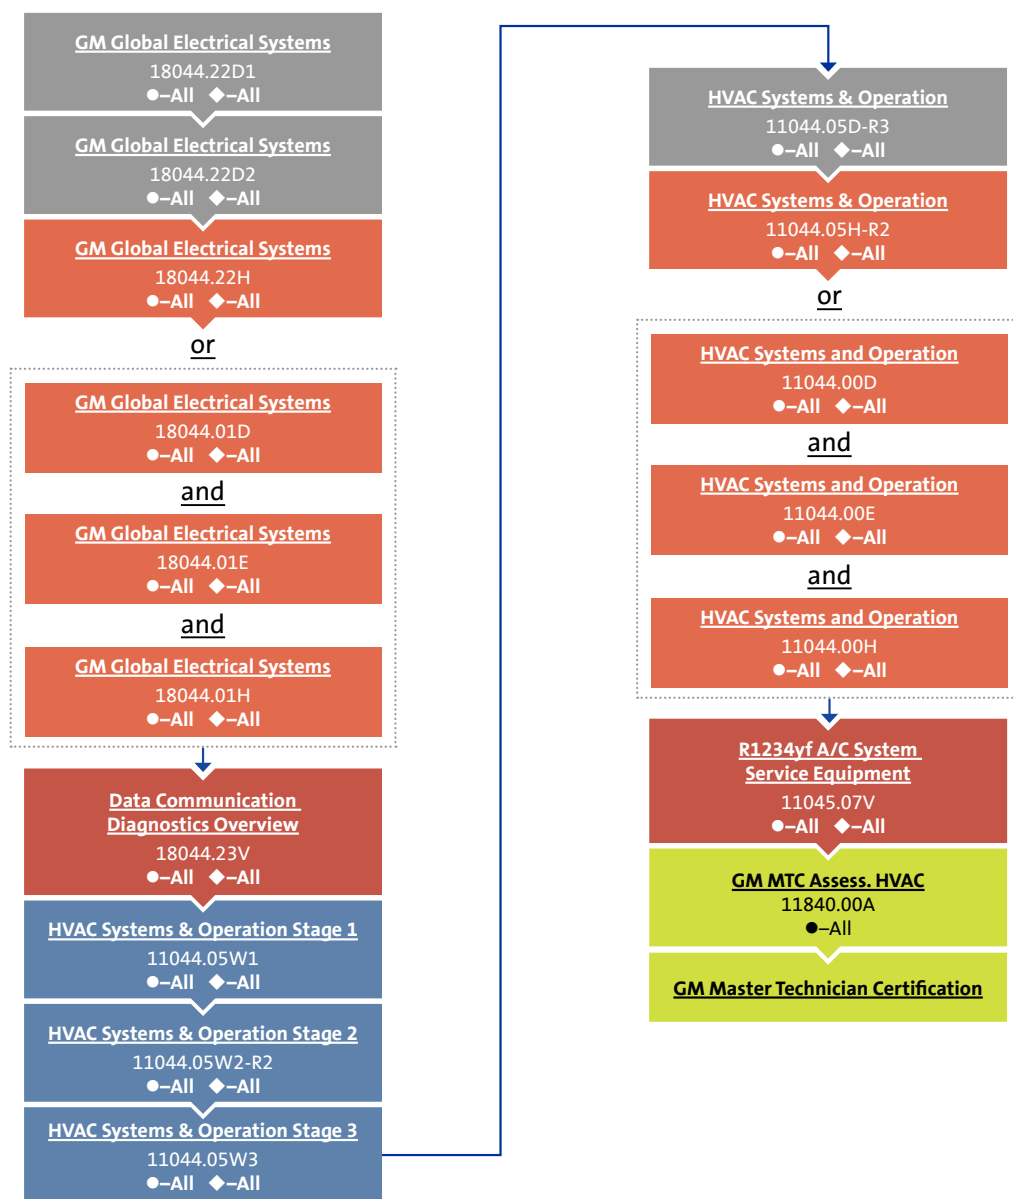 GM Global Electrical Systems
18044.22D1
●–All ◆–All
GM Global Electrical Systems
18044.22D2
●–All ◆–All
GM Global Electrical Systems
18044.22H
●–All ◆–All
or
GM Global Electrical Systems
18044.01D
●–All ◆–All
and
GM Global Electrical Systems
18044.01E
●–All ◆–All
and
GM Global Electrical Systems
18044.01H
●–All ◆–All
Data Communication
Diagnostics Overview
18044.23V
●–All ◆–All
HVAC Systems & Operation Stage 1
11044.05W1
●–All ◆–All
HVAC Systems & Operation Stage 2
11044.05W2-R2
●–All ◆–All
HVAC Systems & Operation Stage 3
11044.05W3
●–All ◆–All
HVAC Systems & Operation
11044.05D-R3
●–All ◆–All
HVAC Systems & Operation
11044.05H-R2
●–All ◆–All
or
HVAC Systems and Operation
11044.00D
●–All ◆–All
and
HVAC Systems and Operation
11044.00E
●–All ◆–All
and
HVAC Systems and Operation
11044.00H
●–All ◆–All
R1234yf A/C System
Service Equipment
11045.07V
●–All ◆–All
GM MTC Assess. HVAC
11840.00A
●–All
GM Master Technician Certification